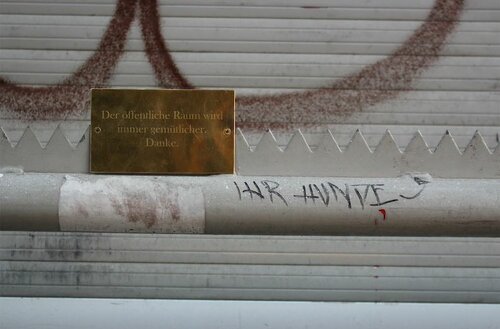 Der öffentliche Raum wird
immer gemütlicher.
Danke.
IHR HUNDE